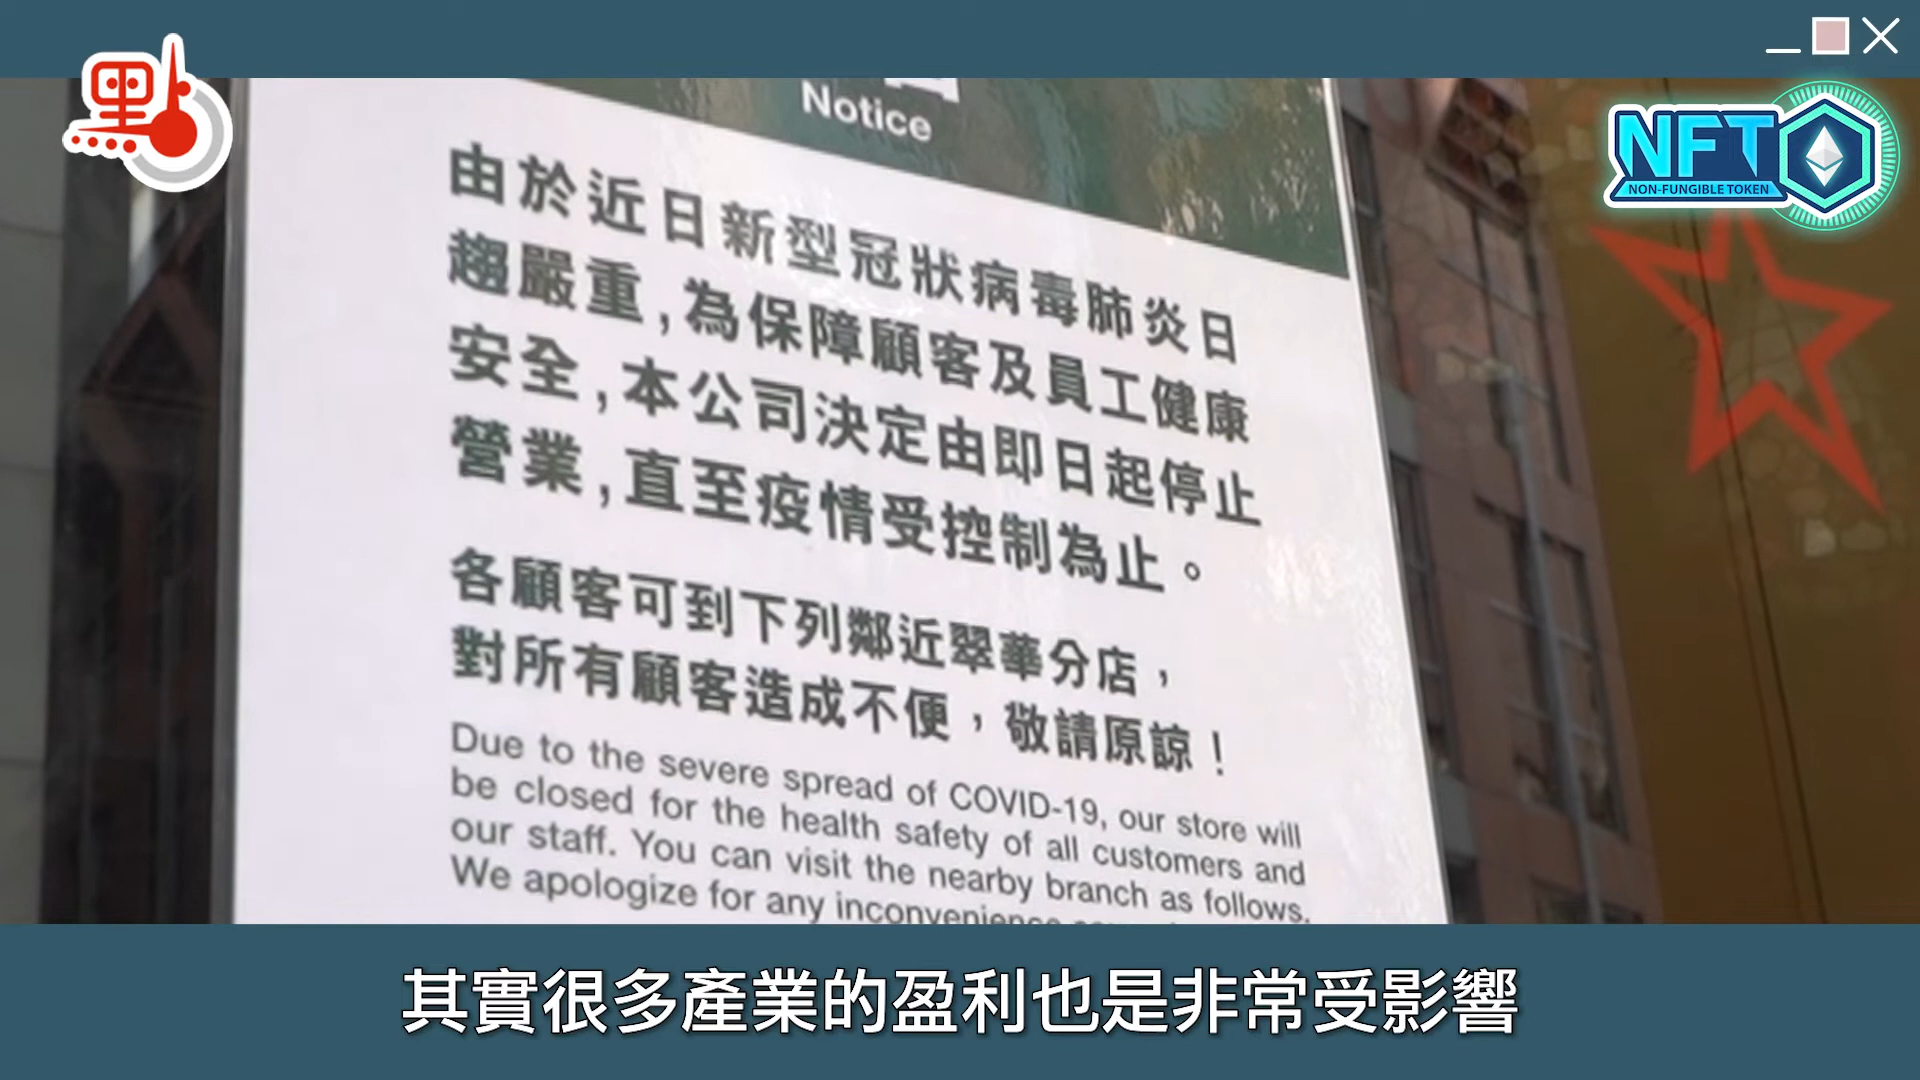 點
NFT
NON-FUNGIBLE TOKEN
Notice
由於近日新型冠狀病毒肺炎日
趨嚴重,為保障顧客及員工健康
安全,本公司決定由即日起停止
營業,直至疫情受控制為止。
各顧客可到下列鄰近翠華分店,
對所有顧客造成不便,敬請原諒!
Due to the severe spread of COVID-19, our store will
be closed for the health safety of all customers and
our staff. You can visit the nearby branch as follows.
We apologize for any inconvenience
其實很多產業的盈利也是非常受影響